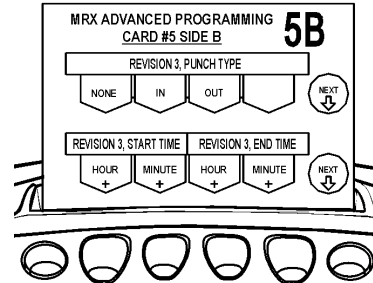 MRX ADVANCED PROGRAMMING
CARD #5 SIDE B
5B
REVISION 3, PUNCH TYPE
NONE IN OUT NEXT
REVISION 3, START TIME REVISION 3, END TIME
HOUR MINUTE HOUR MINUTE NEXT
+ + + +